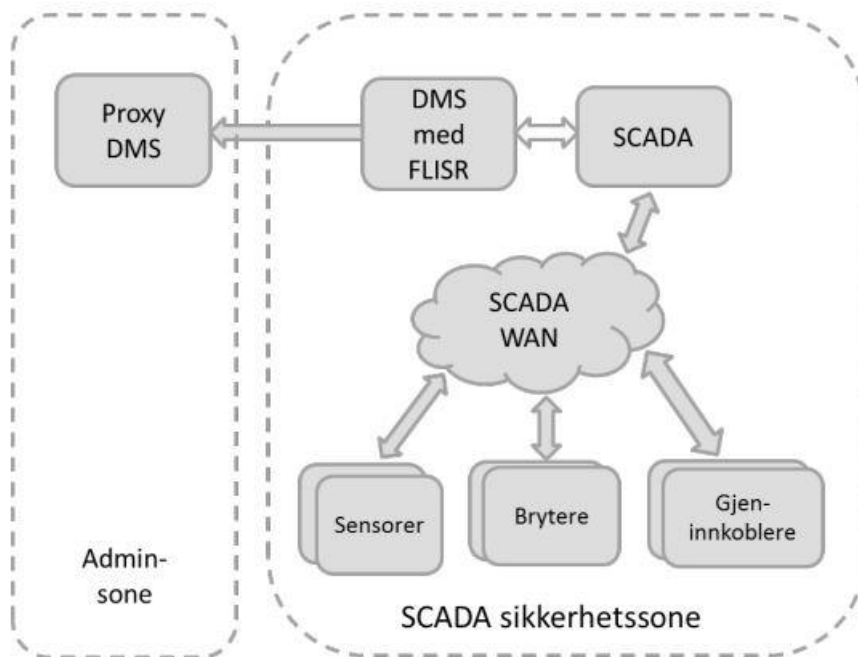 Proxy
DMS
DMS
med
FLISR
SCADA
SCADA
WAN
Sensorer
Brytere
Gjen-
innkoblere
Admin-
sone
SCADA sikkerhetssone